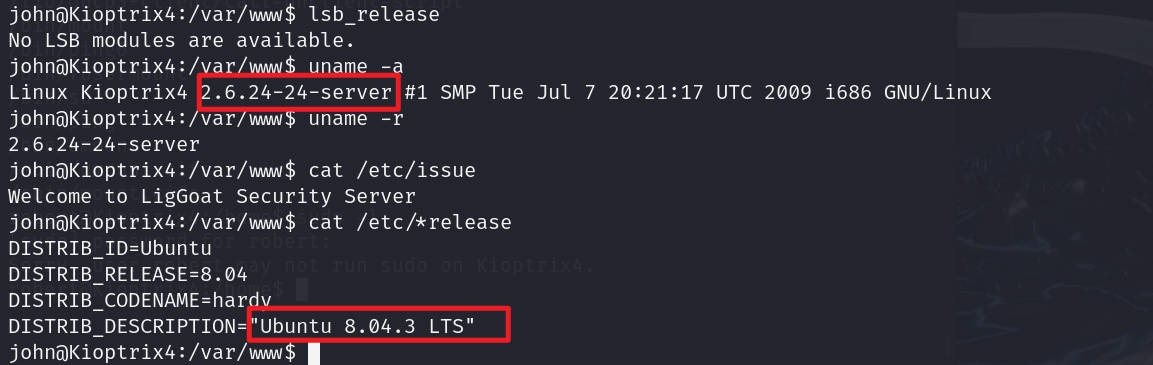 john@Kioptrix4:/var/www$ lsb_release
No LSB modules are available.
john@Kioptrix4:/var/www$ uname -a
Linux Kioptrix4 2.6.24-24-server #1 SMP Tue Jul 7 20:21:17 UTC 2009 i686 GNU/Linux
john@Kioptrix4:/var/www$ uname -r
2.6.24-24-server
john@Kioptrix4:/var/www$ cat /etc/issue
Welcome to LigGoat Security Server
john@Kioptrix4:/var/www$ cat /etc/*release
DISTRIB_ID=Ubuntu
DISTRIB_RELEASE=8.04
DISTRIB_CODENAME=hardy
DISTRIB_DESCRIPTION="Ubuntu 8.04.3 LTS"
john@Kioptrix4:/var/www$